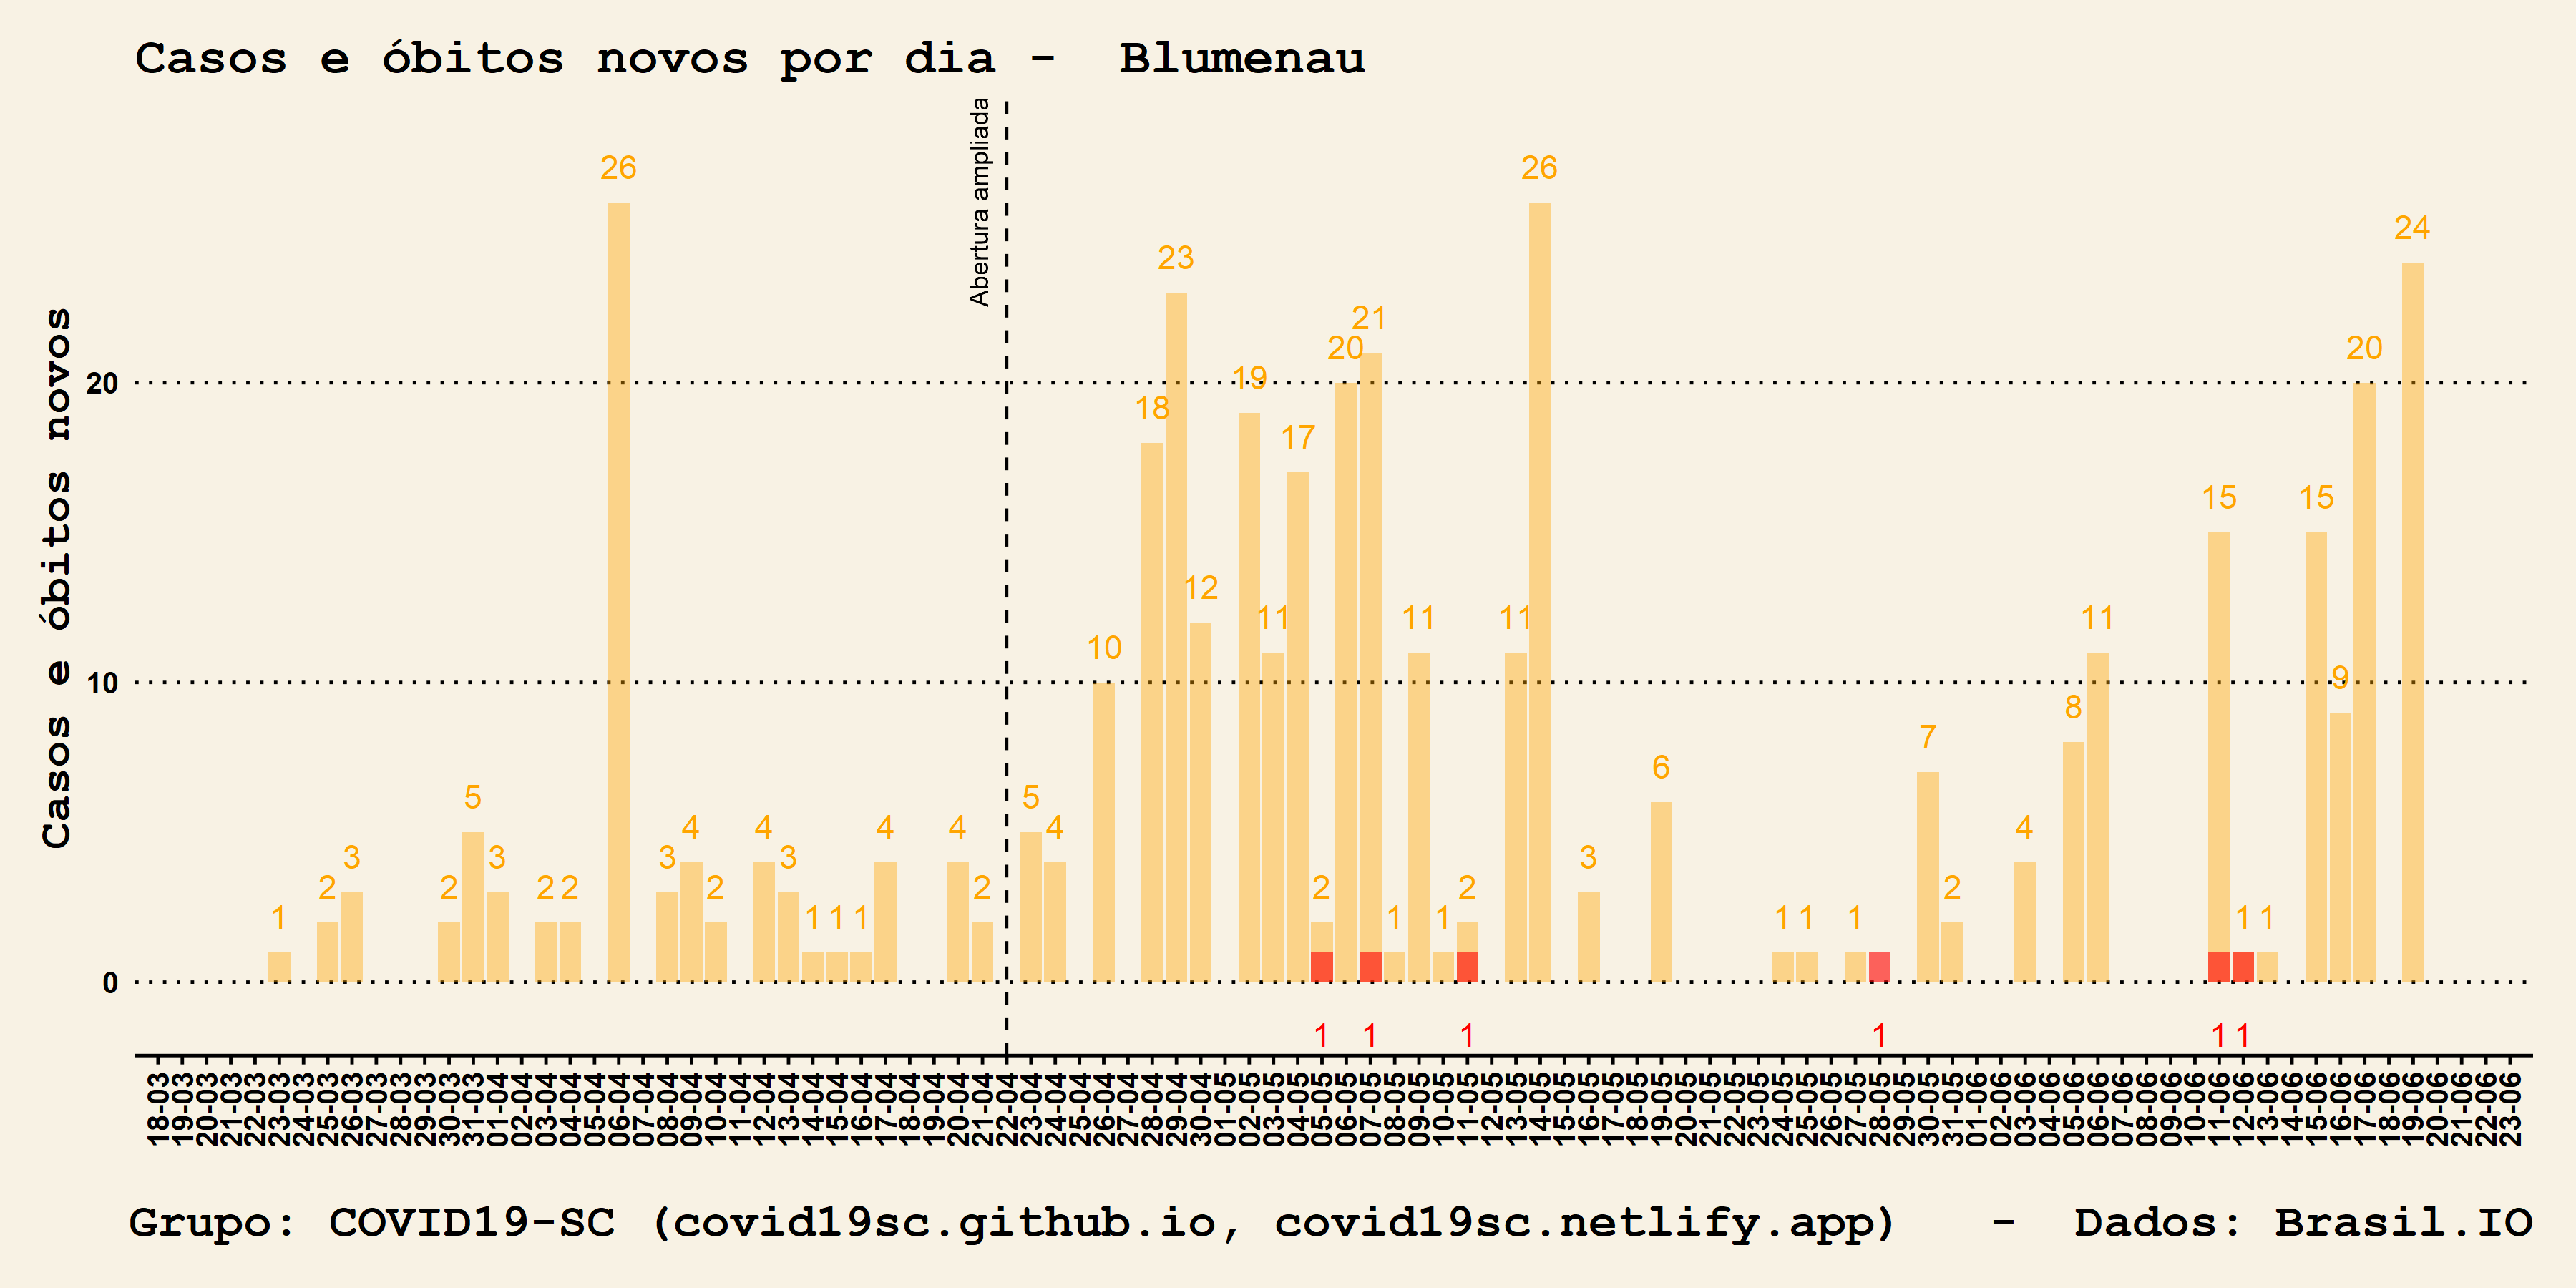 Casos e óbitos novos por dia -  Blumenau
Abertura ampliada
Casos e óbitos novos
20
10
0
1 2 3 2 5 3 2 2 26 3 4 2 4 3 1 1 1 4 4 2 5 4 10 18 23 12 19 11 17 2 20 21 1 11 1 2 11 26 3 6 1 1 1 7 2 4 8 11 15 1 1 15 9 20 24
1 1 1 1 1 1
18-03 19-03 20-03 21-03 22-03 23-03 24-03 25-03 26-03 27-03 28-03 29-03 30-03 31-03 01-04 02-04 03-04 04-04 05-04 06-04 07-04 08-04 09-04 10-04 11-04 12-04 13-04 14-04 15-04 16-04 17-04 18-04 19-04 20-04 21-04 22-04 23-04 24-04 25-04 26-04 27-04 28-04 29-04 30-04 01-05 02-05 03-05 04-05 05-05 06-05 07-05 08-05 09-05 10-05 11-05 12-05 13-05 14-05 15-05 16-05 17-05 18-05 19-05 20-05 21-05 22-05 23-05 24-05 25-05 26-05 27-05 28-05 29-05 30-05 31-05 01-06 02-06 03-06 04-06 05-06 06-06 07-06 08-06 09-06 10-06 11-06 12-06 13-06 14-06 15-06 16-06 17-06 18-06 19-06 20-06 21-06 22-06 23-06
Grupo: COVID19-SC (covid19sc.github.io, covid19sc.netlify.app)   -  Dados: Brasil.IO